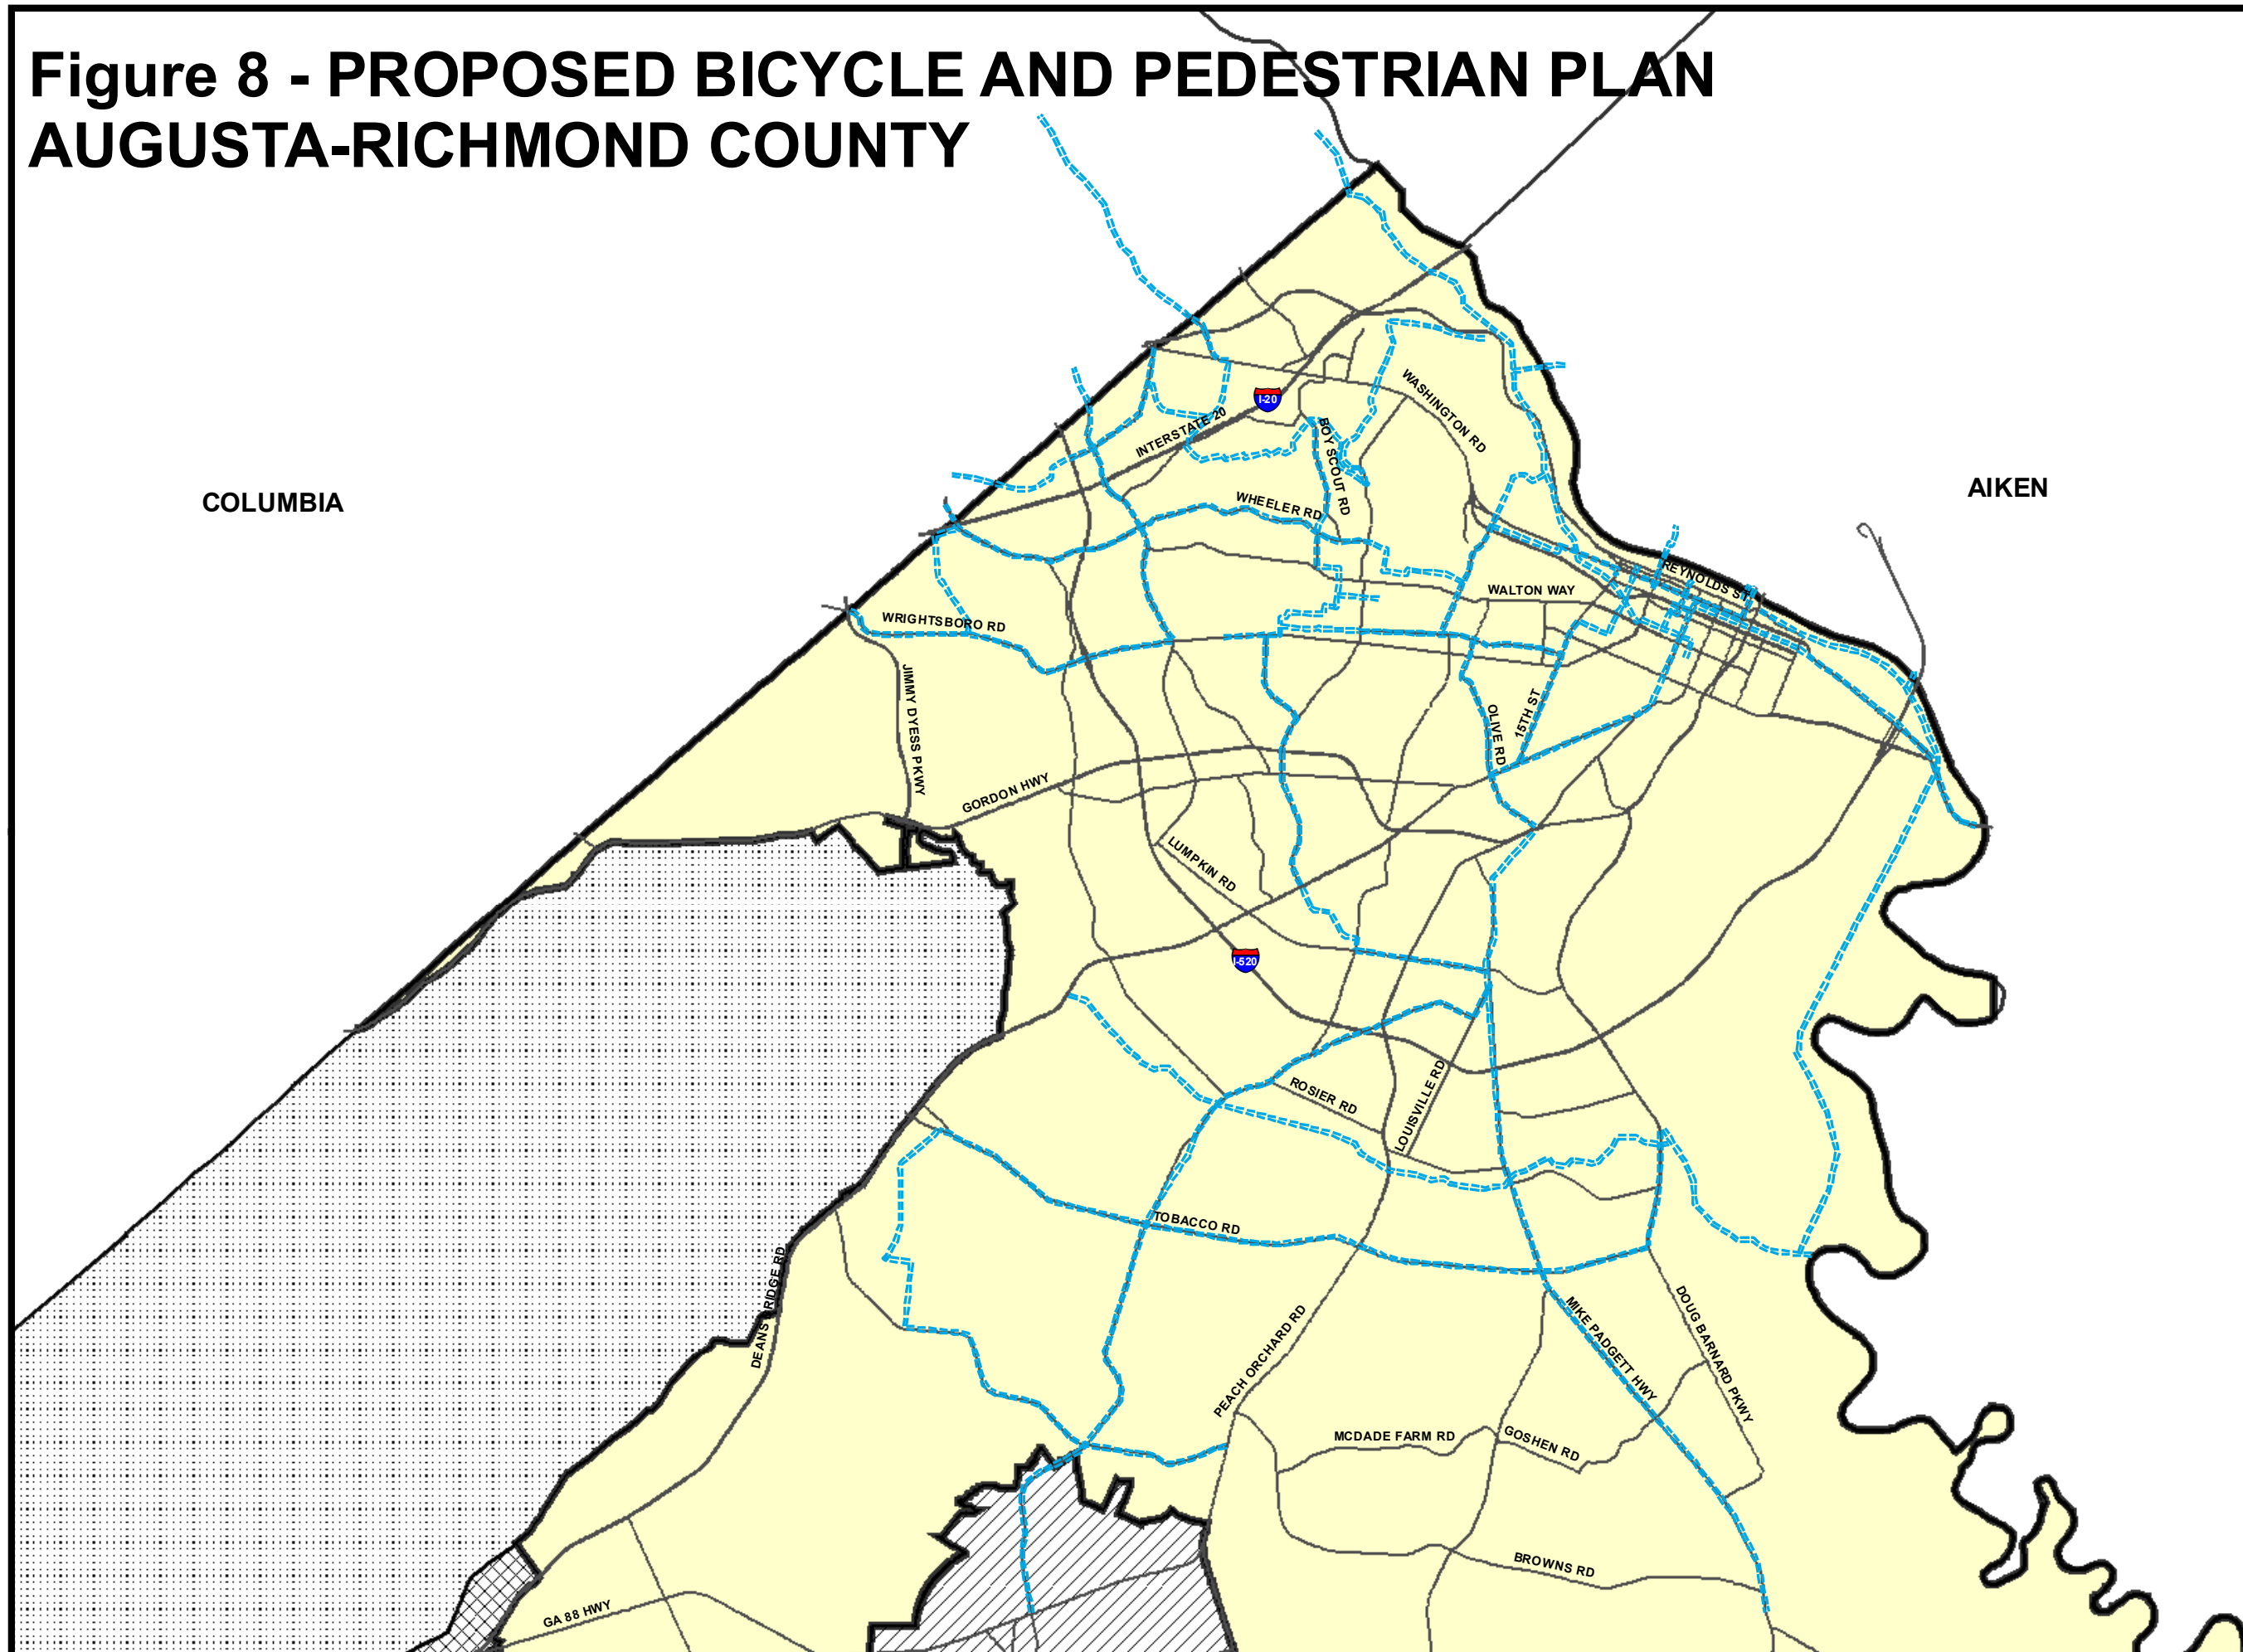 Figure 8 - PROPOSED BICYCLE AND PEDESTRIAN PLAN
AUGUSTA-RICHMOND COUNTY
COLUMBIA
AIKEN
I-20
INTERSTATE 20
WASHINGTON RD
BOY SCOUT RD
WHEELER RD
REYNOLDS ST
WALTON WAY
WRIGHTSBORO RD
JIMMY DYESS PKWY
OLIVE RD
15TH ST
GORDON HWY
LUMPKIN RD
I-520
ROSIER RD
LOUISVILLE RD
TOBACCO RD
DEANS BRIDGE RD
PEACH ORCHARD RD
MIKE PADGETT HWY
DOUG BARNARD PKWY
MCDADE FARM RD
GOSHEN RD
BROWNS RD
GA 88 HWY